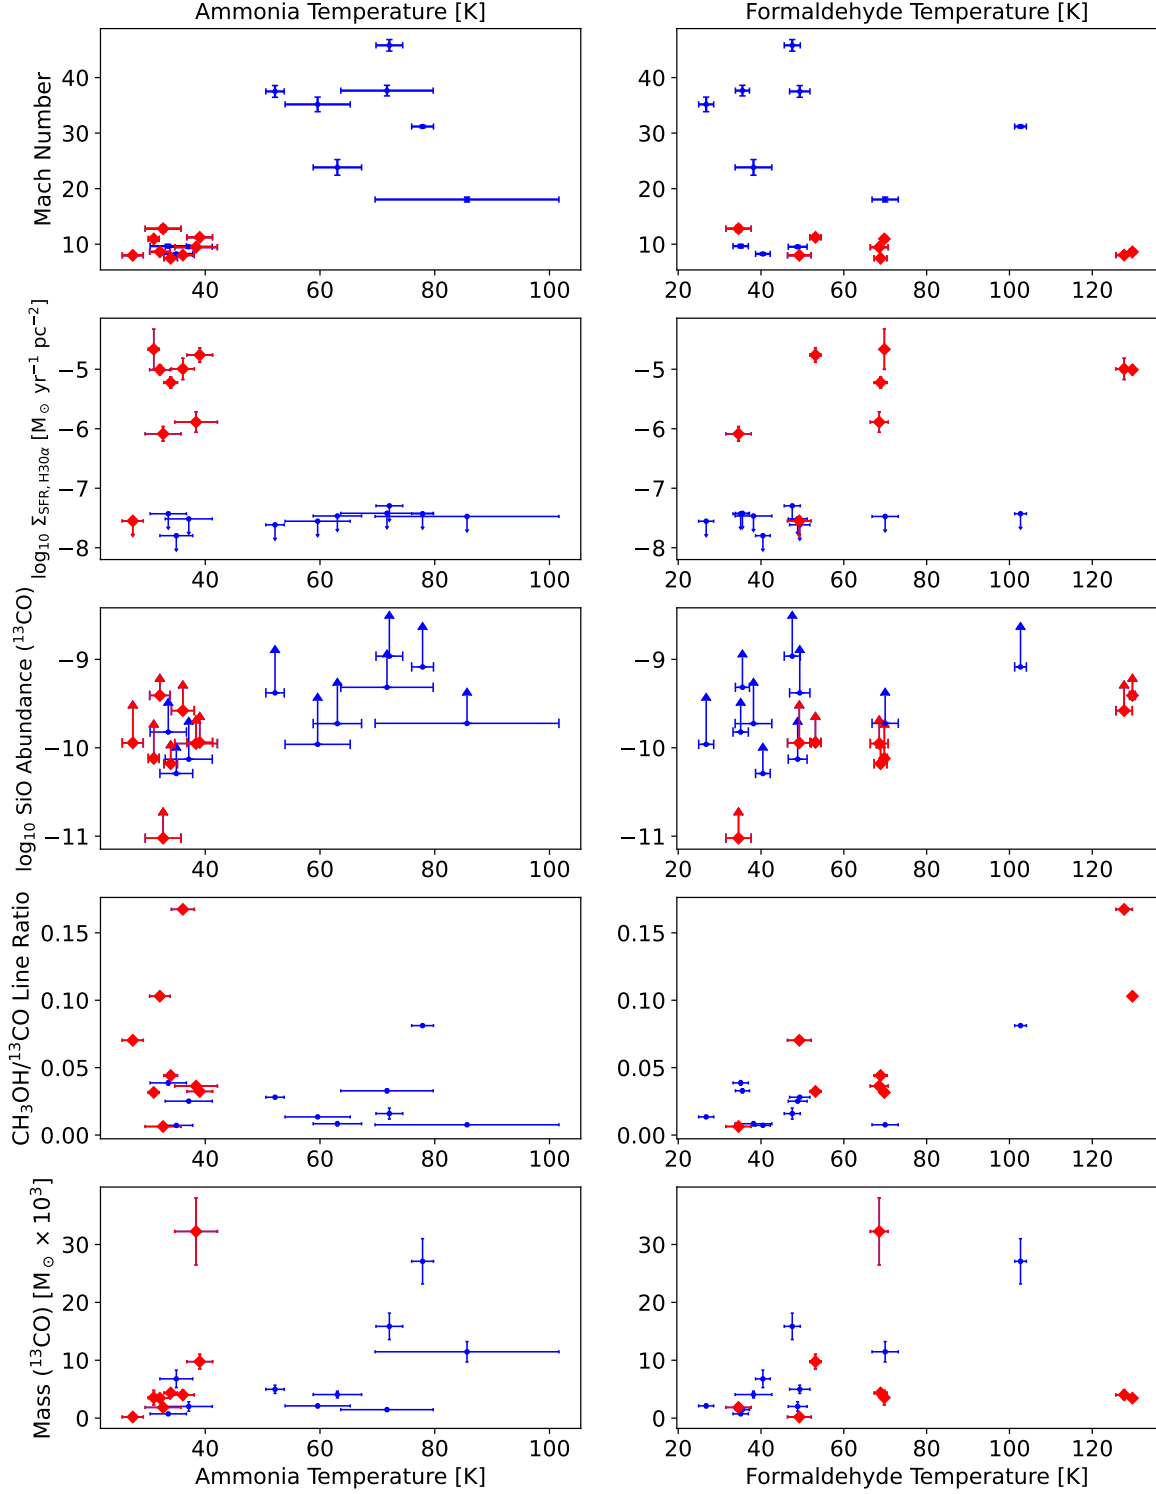 Ammonia Temperature [K] Formaldehyde Temperature [K]
Mach Number
40
30
20
10
40 60 80 100
20 40 60 80 100 120
log₁₀ Σ_SFR,H30α [M⊙ yr⁻¹ pc⁻²]
−5
−6
−7
−8
−5
−6
−7
−8
40 60 80 100
20 40 60 80 100 120
log₁₀ SiO Abundance (¹³CO)
−9
−10
−11
−9
−10
−11
40 60 80 100
20 40 60 80 100 120
CH₃OH/¹³CO Line Ratio
0.15
0.10
0.05
0.00
0.15
0.10
0.05
0.00
40 60 80 100
20 40 60 80 100 120
Mass (¹³CO) [M⊙ × 10³]
30
20
10
0
30
20
10
0
40 60 80 100
20 40 60 80 100 120
Ammonia Temperature [K] Formaldehyde Temperature [K]